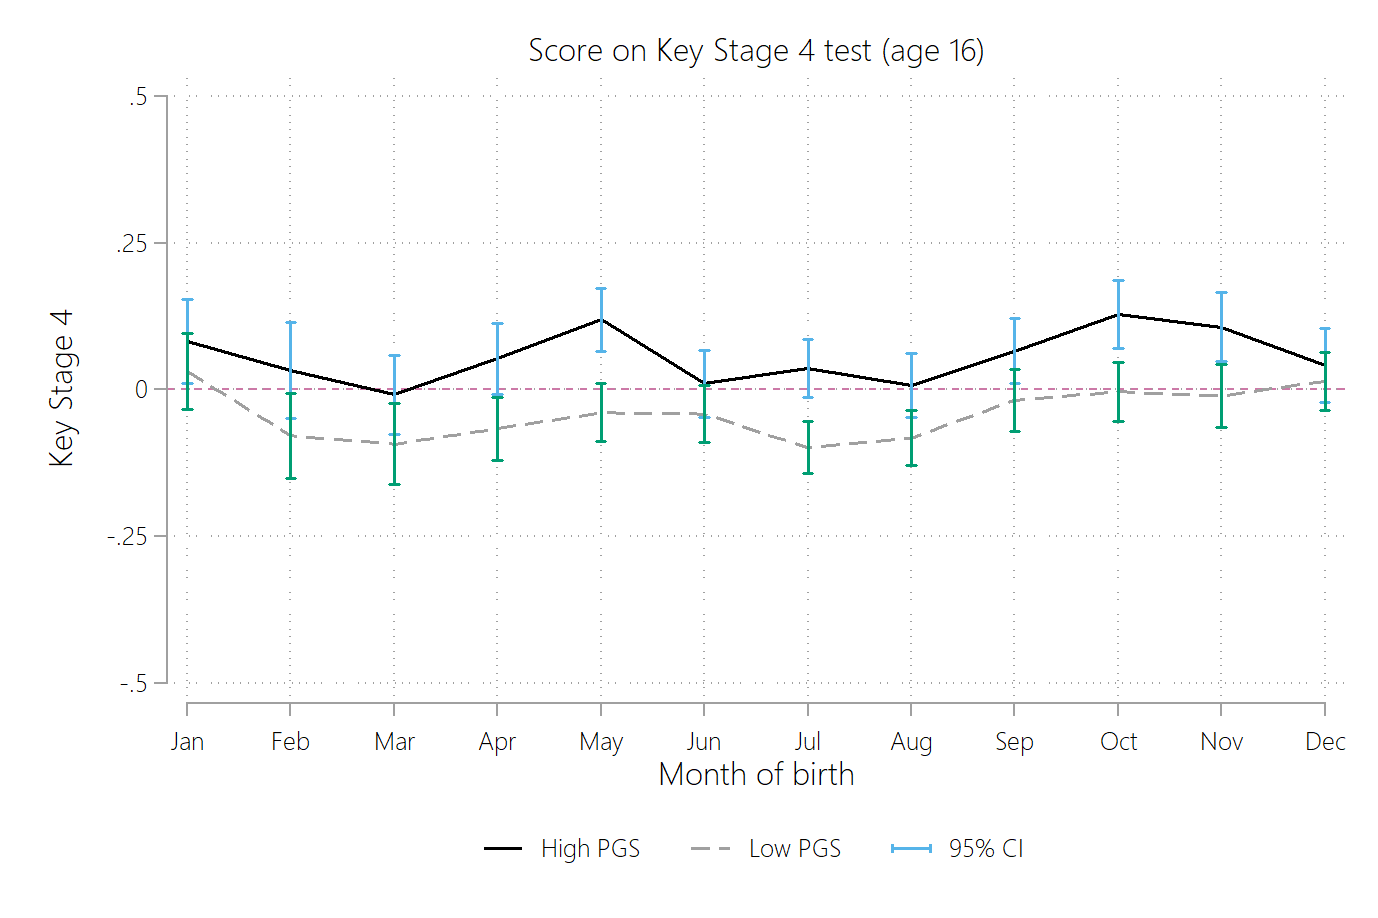 Score on Key Stage 4 test (age 16)
.5
.25
0
-.25
-.5
Key Stage 4
Jan Feb Mar Apr May Jun Jul Aug Sep Oct Nov Dec
Month of birth
High PGS Low PGS 95% CI